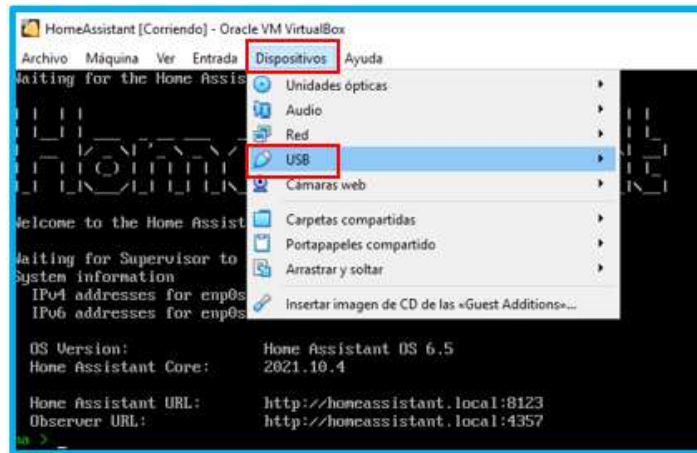 HomeAssistant [Corriendo] - Oracle VM VirtualBox
Archivo Máquina Ver Entrada Dispositivos Ayuda
Waiting for the Home Assis
Unidades ópticas
Audio
Red
USB
Cámaras web
Carpetas compartidas
Portapapeles compartido
Arrastrar y soltar
Insertar imagen de CD de las «Guest Additions»...
Home
Welcome to the Home Assist
Waiting for Supervisor to
System information
IPv4 addresses for enp0s
IPv6 addresses for enp0s
OS Version: Home Assistant OS 6.5
Home Assistant Core: 2021.10.4
Home Assistant URL: http://homeassistant.local:8123
Observer URL: http://homeassistant.local:4357
ha > _